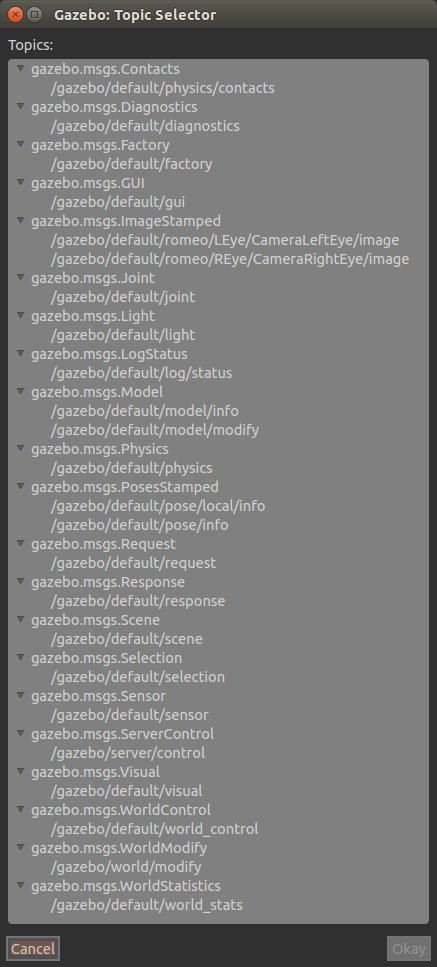 Gazebo: Topic Selector
Topics:
gazebo.msgs.Contacts
/gazebo/default/physics/contacts
gazebo.msgs.Diagnostics
/gazebo/default/diagnostics
gazebo.msgs.Factory
/gazebo/default/factory
gazebo.msgs.GUI
/gazebo/default/gui
gazebo.msgs.ImageStamped
/gazebo/default/romeo/LEye/CameraLeftEye/image
/gazebo/default/romeo/REye/CameraRightEye/image
gazebo.msgs.Joint
/gazebo/default/joint
gazebo.msgs.Light
/gazebo/default/light
gazebo.msgs.LogStatus
/gazebo/default/log/status
gazebo.msgs.Model
/gazebo/default/model/info
/gazebo/default/model/modify
gazebo.msgs.Physics
/gazebo/default/physics
gazebo.msgs.PosesStamped
/gazebo/default/pose/local/info
/gazebo/default/pose/info
gazebo.msgs.Request
/gazebo/default/request
gazebo.msgs.Response
/gazebo/default/response
gazebo.msgs.Scene
/gazebo/default/scene
gazebo.msgs.Selection
/gazebo/default/selection
gazebo.msgs.Sensor
/gazebo/default/sensor
gazebo.msgs.ServerControl
/gazebo/server/control
gazebo.msgs.Visual
/gazebo/default/visual
gazebo.msgs.WorldControl
/gazebo/default/world_control
gazebo.msgs.WorldModify
/gazebo/world/modify
gazebo.msgs.WorldStatistics
/gazebo/default/world_stats
Cancel
Okay